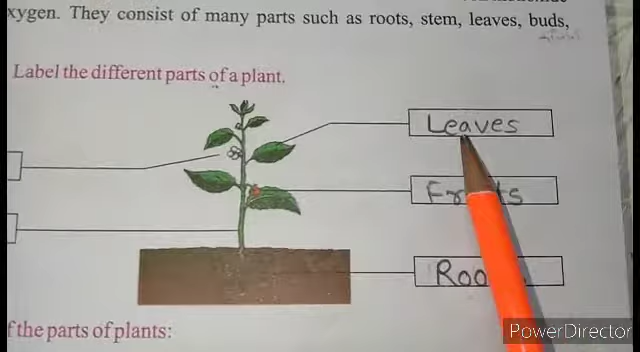 xygen. They consist of many parts such as roots, stem, leaves, buds,
Label the different parts of a plant.
Leaves
f the parts of plants:
PowerDirector